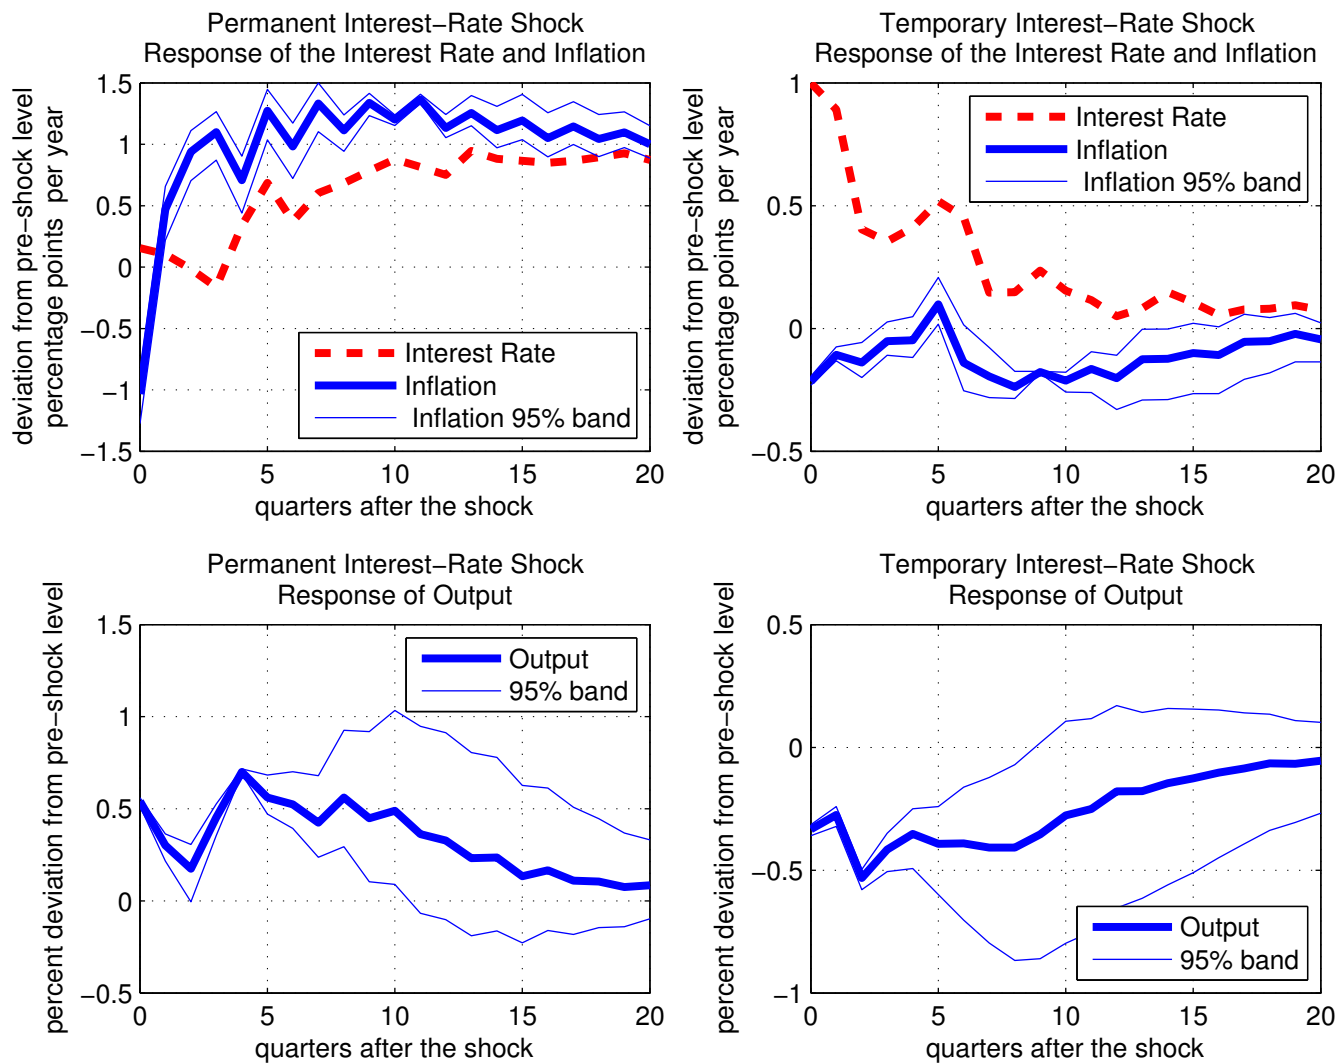 Permanent Interest−Rate Shock
Response of the Interest Rate and Inflation
deviation from pre−shock level
percentage points per year
1.5
1
0.5
0
−0.5
−1
−1.5
Interest Rate
Inflation
Inflation 95% band
0 5 10 15 20
quarters after the shock
Temporary Interest−Rate Shock
Response of the Interest Rate and Inflation
deviation from pre−shock level
percentage points per year
1
0.5
0
−0.5
Interest Rate
Inflation
Inflation 95% band
0 5 10 15 20
quarters after the shock
Permanent Interest−Rate Shock
Response of Output
percent deviation from pre−shock level
1.5
1
0.5
0
−0.5
Output
95% band
0 5 10 15 20
quarters after the shock
Temporary Interest−Rate Shock
Response of Output
percent deviation from pre−shock level
0.5
0
−0.5
−1
Output
95% band
0 5 10 15 20
quarters after the shock